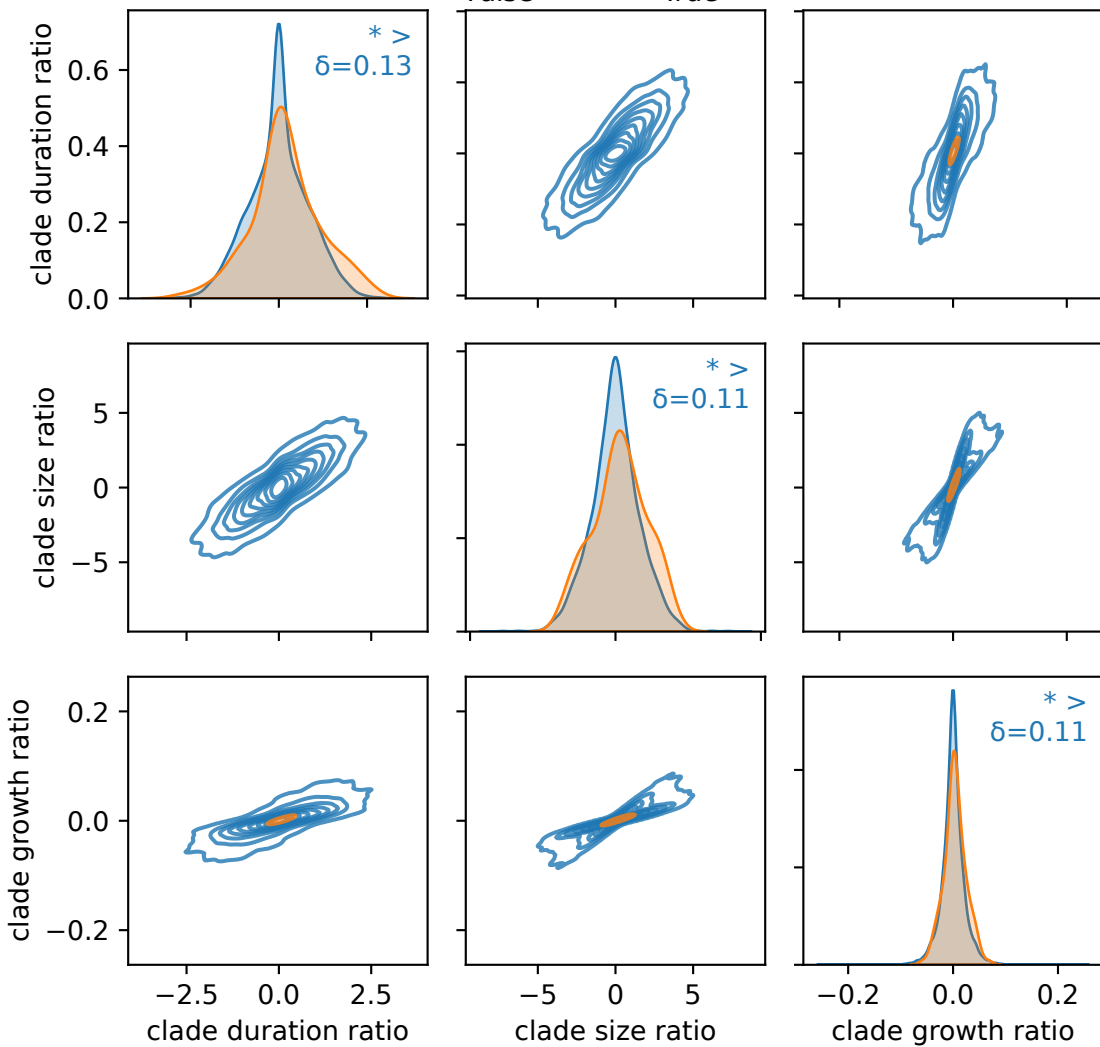 clade duration ratio
0.6
0.4
0.2
0.0
* >
δ=0.13
clade size ratio
5
0
−5
* >
δ=0.11
clade growth ratio
0.2
0.0
−0.2
* >
δ=0.11
−2.5 0.0 2.5
−5 0 5
−0.2 0.0 0.2
clade duration ratio
clade size ratio
clade growth ratio